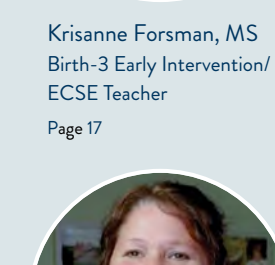 Krisanne Forsman, MS
Birth-3 Early Intervention/
ECSE Teacher
Page 17